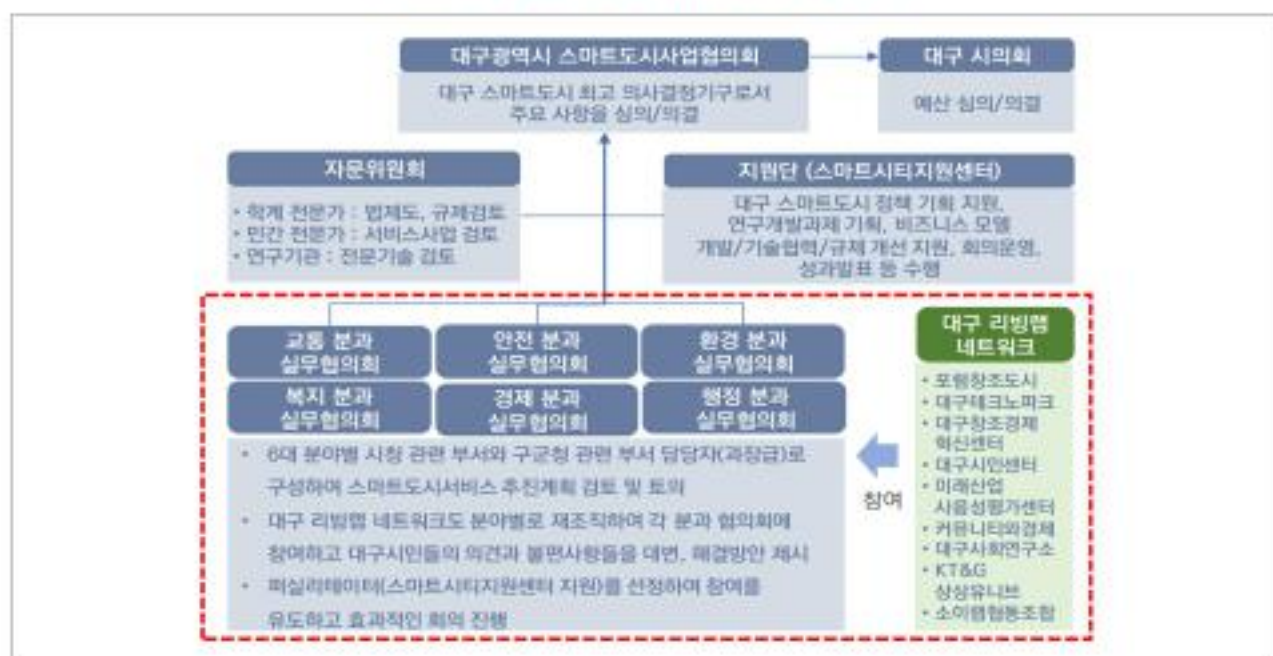 대구광역시 스마트도시사업협의회
대구 스마트도시 최고 의사결정기구로서
주요 사항을 심의/의결
대구 시의회
예산 심의/의결
자문위원회
• 학계 전문가 : 법제도, 규제검토
• 민간 전문가 : 서비스사업 검토
• 연구기관 : 전문기술 검토
지원단 (스마트시티지원센터)
대구 스마트도시 정책 기획 지원,
연구개발과제 기획, 비즈니스 모델
개발/기술협력/규제 개선 지원, 회의운영,
성과발표 등 수행
교통 분과
실무협의회
안전 분과
실무협의회
환경 분과
실무협의회
복지 분과
실무협의회
경제 분과
실무협의회
행정 분과
실무협의회
• 6대 분야별 시청 관련 부서와 구군청 관련 부서 담당자(과장급)로
구성하여 스마트도시서비스 추진계획 검토 및 토의
• 대구 리빙랩 네트워크도 분야별로 재조직하여 각 분과 협의회에
참여하고 대구시민들의 의견과 불편사항들을 대변, 해결방안 제시
• 퍼실리테이터(스마트시티지원센터 지원)를 선정하여 참여를
유도하고 효과적인 회의 진행
참여
대구 리빙랩
네트워크
• 포럼창조도시
• 대구테크노파크
• 대구창조경제
혁신센터
• 대구시민센터
• 미래산업
사용성평가센터
• 커뮤니티와경제
• 대구사회연구소
• KT&G
상상유니브
• 소이랩협동조합